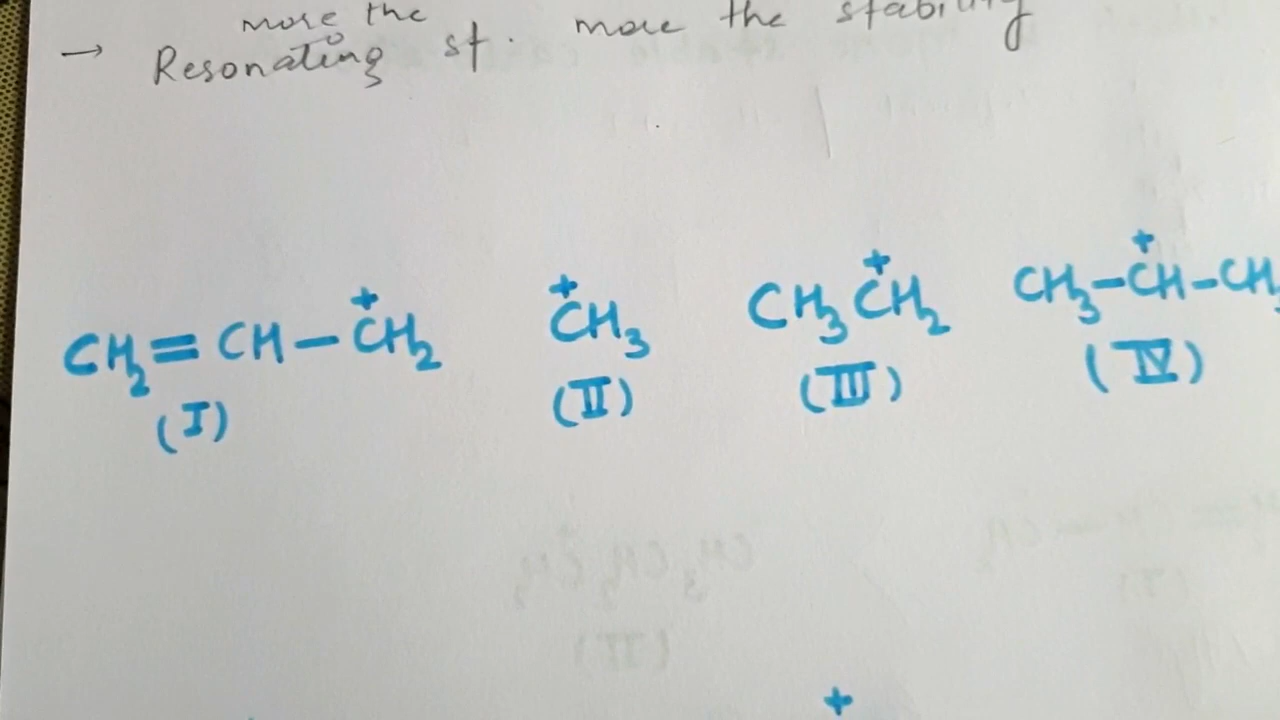 more the
→ Resonating st. more the stability
CH₂=CH–C⁺H₂ C⁺H₃ CH₃C⁺H₂ CH₃–C⁺H–CH₃
(I) (II) (III) (IV)
+